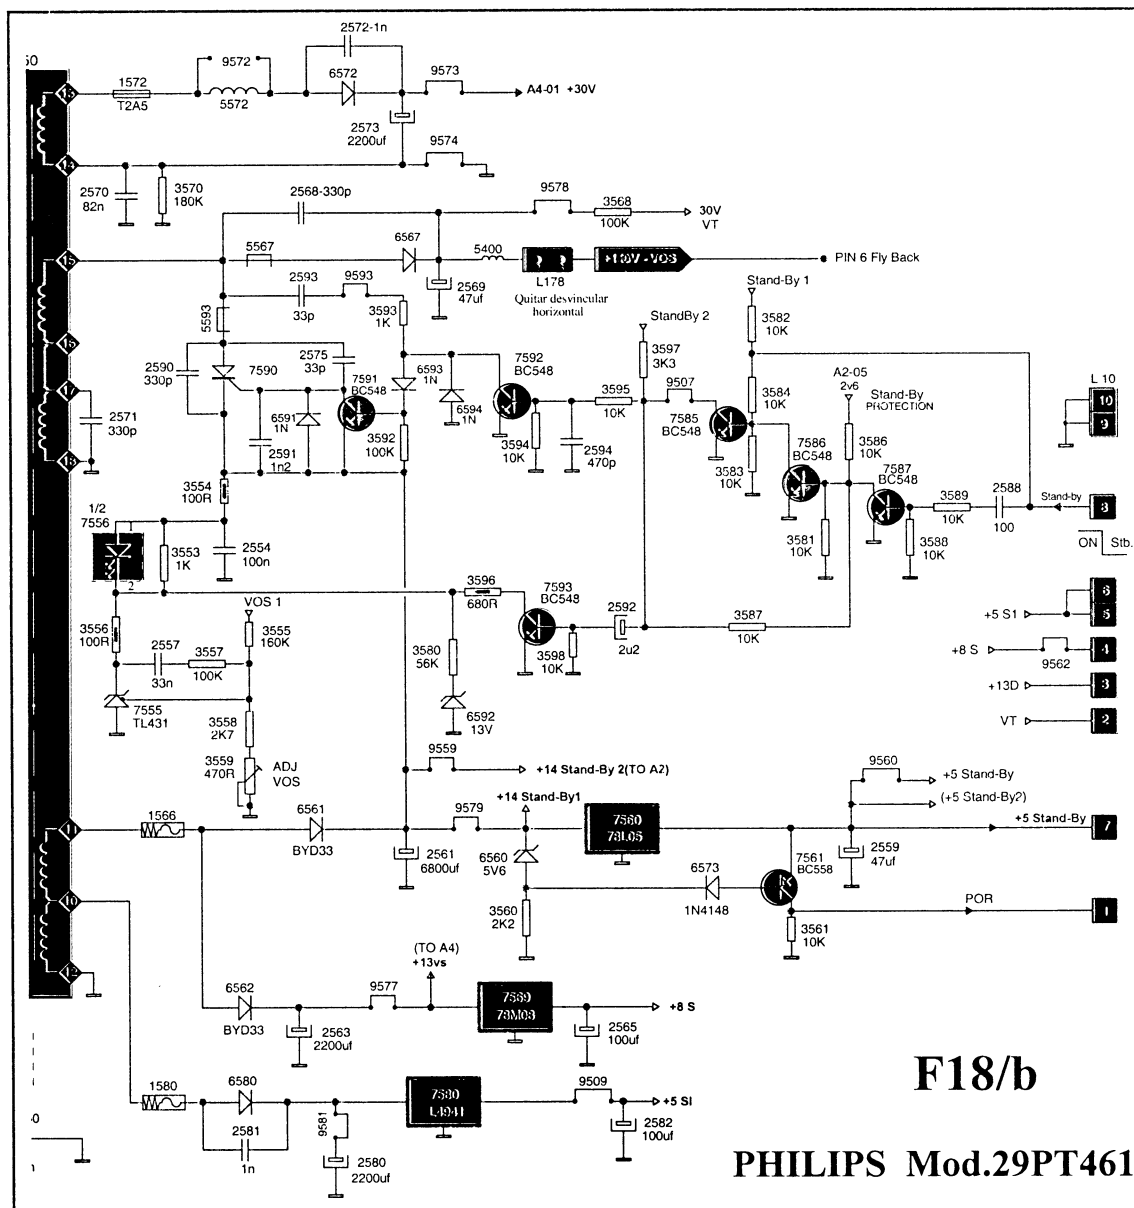 2572-1n
9572
6572
9573
1572
T2A5
5572
A4-01 +30V
2573
2200uf
9574
2570
82n
3570
180K
2568-330p
9578
3568
100K
30V
VT
5567
6567
5400
PIN 6 Fly Back
2569
47uf
L178
Quitar desvincular
horizontal
2593
33p
9593
3593
1K
5593
Stand-By 1
StandBy 2
3582
10K
2590
330p
7590
2575
33p
7591
BC548
6593
1N
7592
BC548
3597
3K3
A2-05
2v6
L 10
10
9
6591
1N
6594
1N
3595
10K
9507
7585
BC548
3584
10K
Stand-By
PROTECTION
17
2571
330p
2591
1n2
3592
100K
3594
10K
2594
470p
3583
10K
7586
BC548
3586
10K
7587
BC548
3554
100R
3589
10K
2588
100
Stand-by
8
1/2
7556
1
2
3553
1K
2554
100n
3581
10K
3588
10K
ON
Stb.
3596
680R
7593
BC548
2592
2u2
3587
10K
6
+5 S1
5
VOS 1
3556
100R
3555
160K
2557
33n
3557
100K
3580
56K
3598
10K
+8 S
9562
4
+13D
3
7555
TL431
3558
2K7
6592
13V
VT
2
3559
470R
ADJ
VOS
9559
+14 Stand-By 2(TO A2)
9560
+5 Stand-By
(+5 Stand-By2)
+14 Stand-By1
11
1566
6561
BYD33
9579
7560
78L05
+5 Stand-By
7
2561
6800uf
6560
5V6
6573
1N4148
7561
BC558
2559
47uf
10
3560
2K2
POR
1
3561
10K
12
(TO A4)
+13vs
6562
BYD33
9577
7569
78M08
+8 S
2563
2200uf
2565
100uf
1580
6580
7580
L4941
9509
+5 SI
2581
1n
9581
2580
2200uf
2582
100uf
F18/b
PHILIPS Mod.29PT461